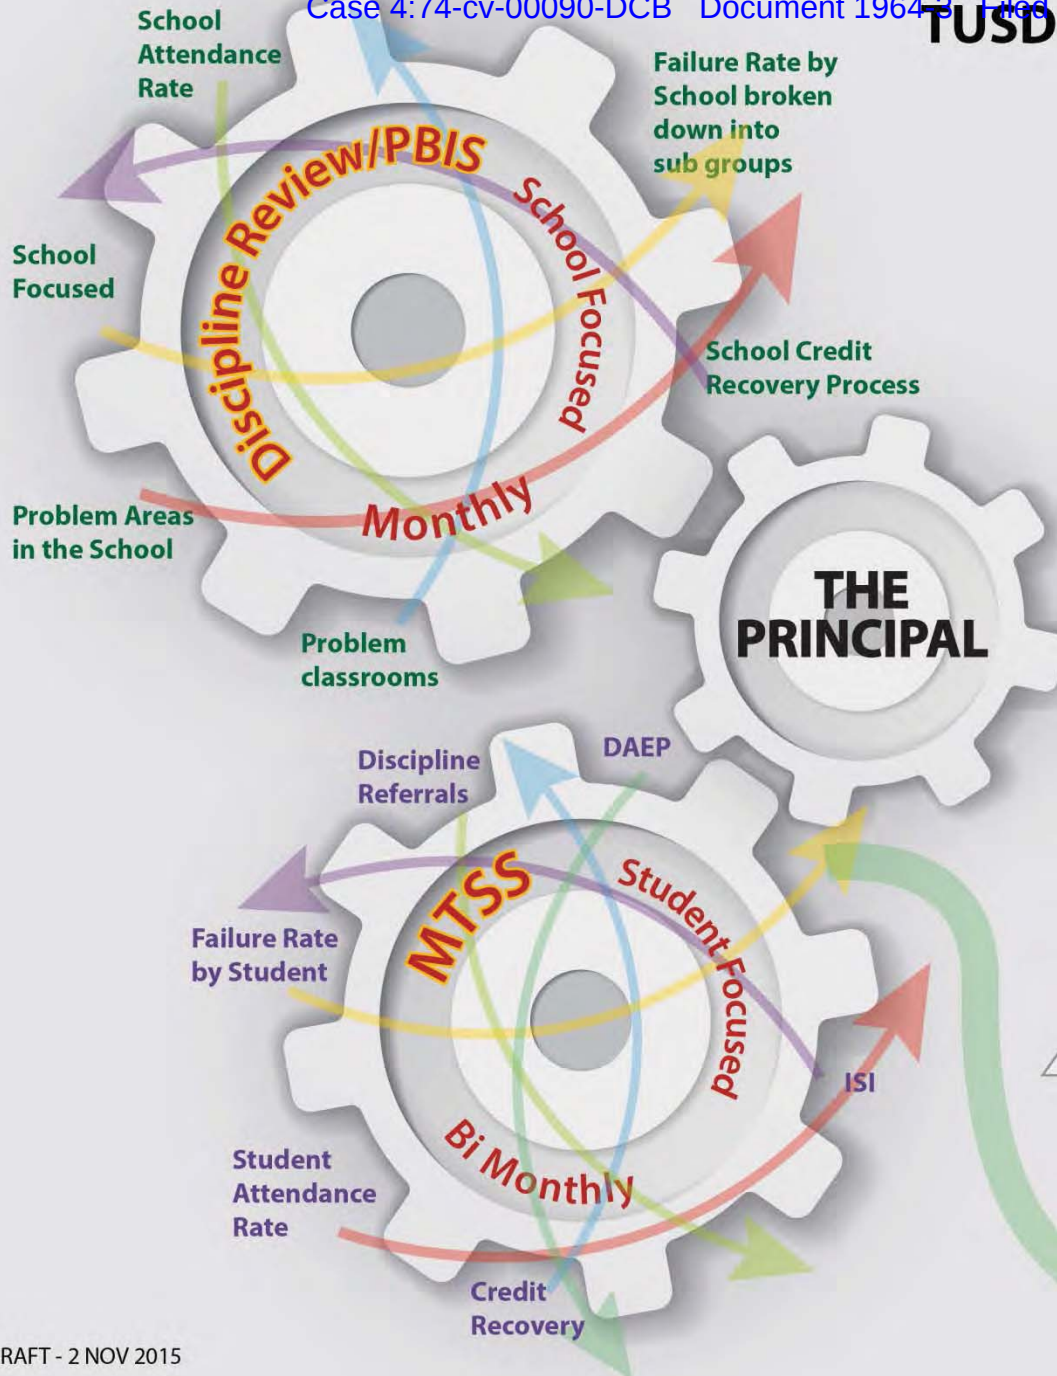 Case 4:74-cv-00090-DCB Document 1964-3 Filed
TUSD
School
Attendance
Rate
Failure Rate by
School broken
down into
sub groups
Discipline Review/PBIS
School Focused
Monthly
School
Focused
School Credit
Recovery Process
Problem Areas
in the School
Problem
classrooms
THE
PRINCIPAL
Discipline
Referrals
DAEP
MTSS
Student Focused
Bi Monthly
Failure Rate
by Student
ISI
Student
Attendance
Rate
Credit
Recovery
RAFT - 2 NOV 2015